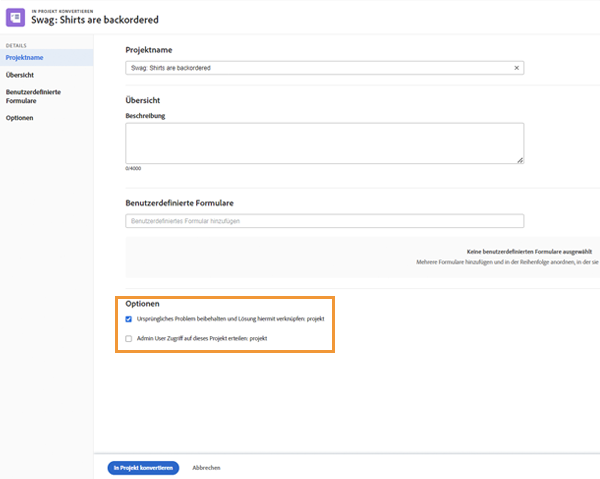 IN PROJEKT KONVERTIEREN
Swag: Shirts are backordered
DETAILS
Projektname
Übersicht
Benutzerdefinierte
Formulare
Optionen
Projektname
Swag: Shirts are backordered
Übersicht
Beschreibung
0/4000
Benutzerdefinierte Formulare
Benutzerdefiniertes Formular hinzufügen
Keine benutzerdefinierten Formulare ausgewählt
Mehrere Formulare hinzufügen und in der Reihenfolge anordnen, in der sie
Optionen
Ursprüngliches Problem beibehalten und Lösung hiermit verknüpfen: projekt
Admin User Zugriff auf dieses Projekt erteilen: projekt
In Projekt konvertieren
Abbrechen